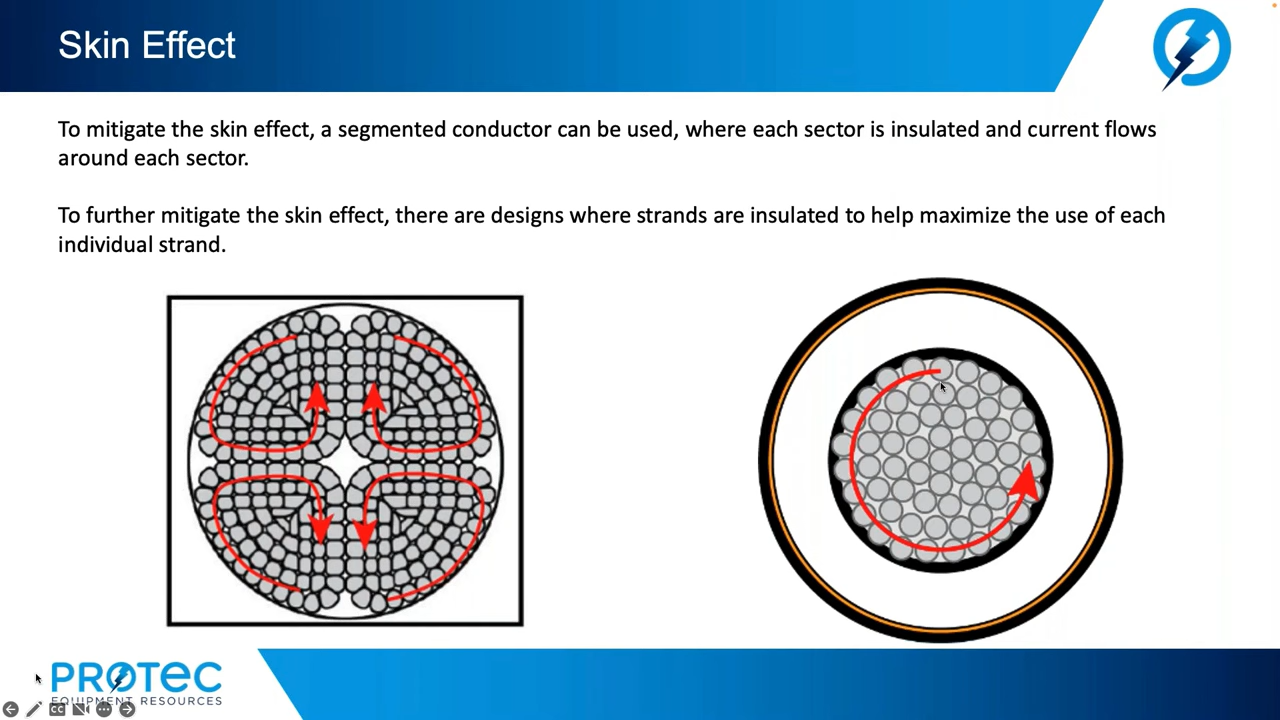 Skin Effect
To mitigate the skin effect, a segmented conductor can be used, where each sector is insulated and current flows
around each sector.
To further mitigate the skin effect, there are designs where strands are insulated to help maximize the use of each
individual strand.
PROTEC
EQUIPMENT RESOURCES
CC